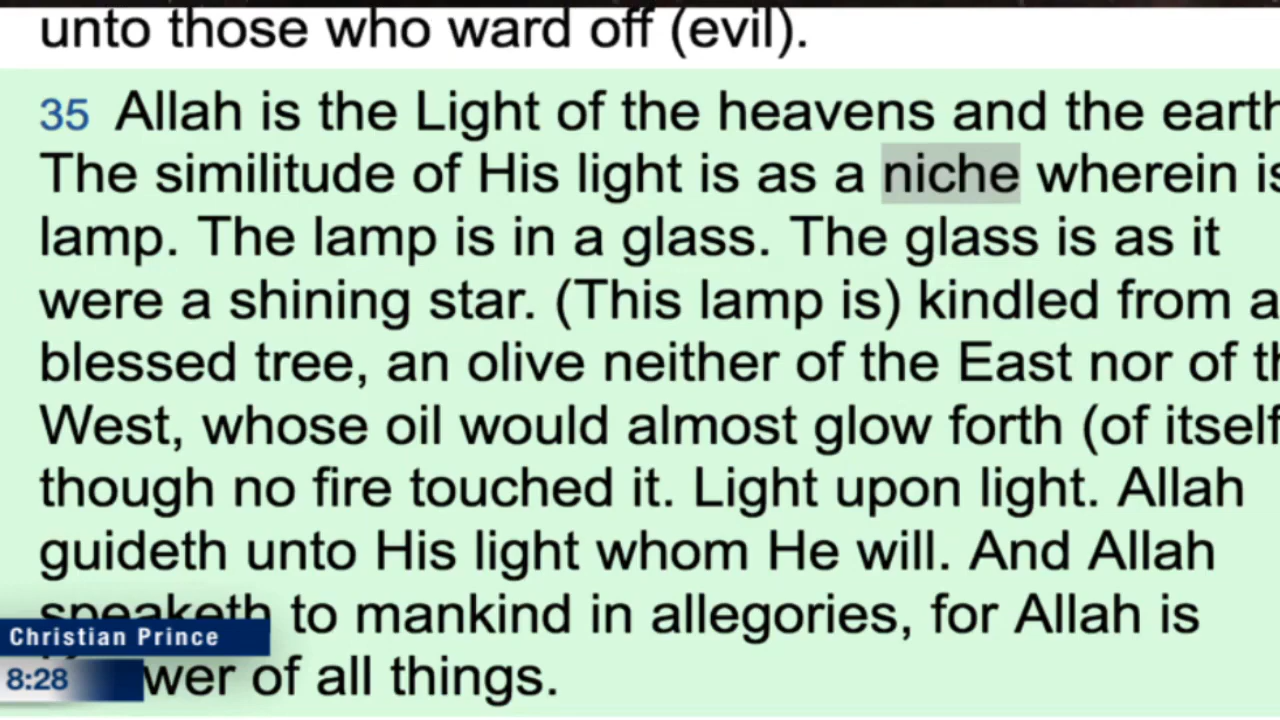 unto those who ward off (evil).
35 Allah is the Light of the heavens and the earth
The similitude of His light is as a niche wherein is
lamp. The lamp is in a glass. The glass is as it
were a shining star. (This lamp is) kindled from a
blessed tree, an olive neither of the East nor of
West, whose oil would almost glow forth (of itself
though no fire touched it. Light upon light. Allah
guideth unto His light whom He will. And Allah
speaketh to mankind in allegories, for Allah is
of all things.
Christian Prince
8:28